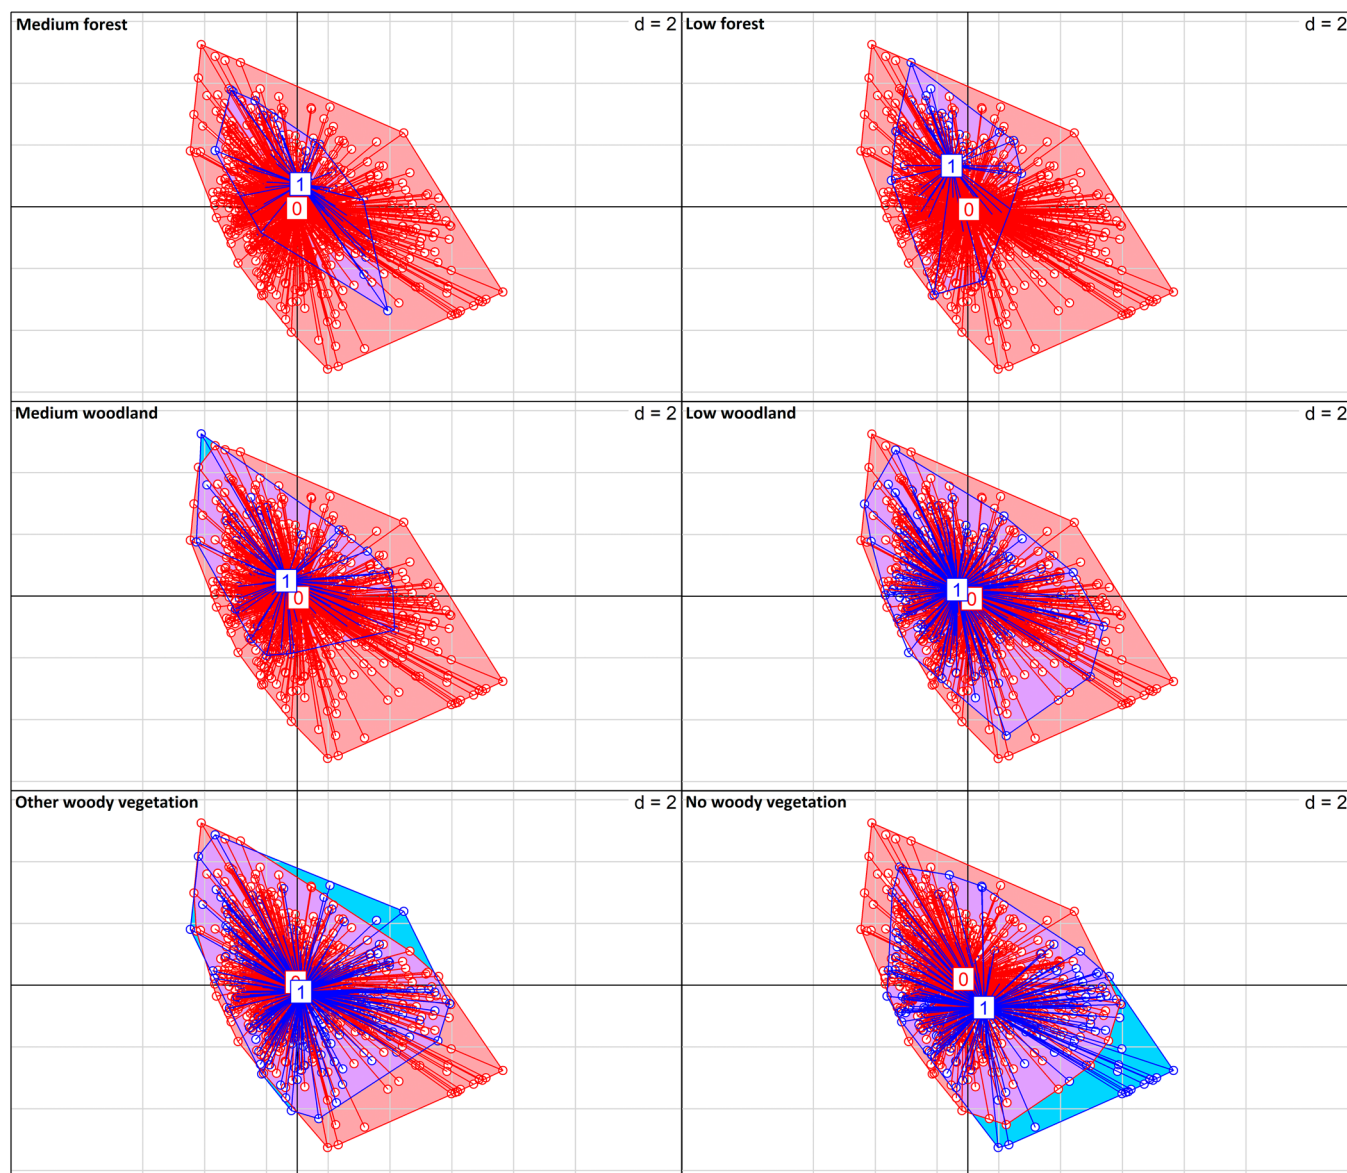 Medium forest d = 2
1
0
Low forest d = 2
1
0
Medium woodland d = 2
1
0
Low woodland d = 2
1 0
Other woody vegetation d = 2
1
No woody vegetation d = 2
0
1